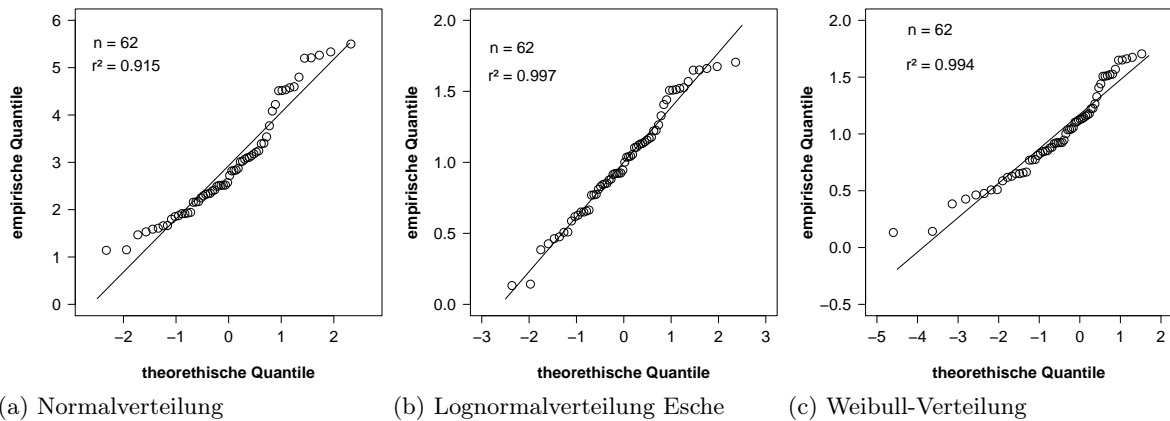 n = 62
r² = 0.915
empirische Quantile
6
5
4
3
2
1
0
−2
−1
0
1
2
theorethische Quantile
(a) Normalverteilung
n = 62
r² = 0.997
empirische Quantile
2.0
1.5
1.0
0.5
0.0
−3
−2
−1
0
1
2
3
theorethische Quantile
(b) Lognormalverteilung Esche
n = 62
r² = 0.994
empirische Quantile
2.0
1.5
1.0
0.5
0.0
−0.5
−5
−4
−3
−2
−1
0
1
2
theorethische Quantile
(c) Weibull-Verteilung